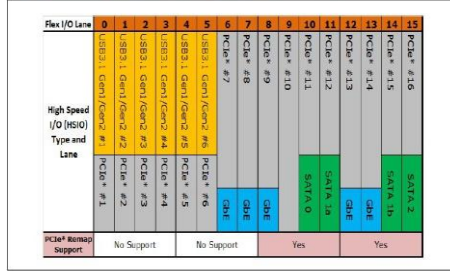 Flex I/O Lane 0 1 2 3 4 5 6 7 8 9 10 11 12 13 14 15
High Speed
I/O (HSIO)
Type and
Lane
USB3.1 Gen1/Gen2 #1
PCIe* #1
USB3.1 Gen1/Gen2 #2
PCIe* #2
USB3.1 Gen1/Gen2 #3
PCIe* #3
USB3.1 Gen1/Gen2 #4
PCIe* #4
USB3.1 Gen1/Gen2 #5
PCIe* #5
USB3.1 Gen1/Gen2 #6
PCIe* #6
PCIe* #7
GbE
PCIe* #8
GbE
PCIe* #9
GbE
PCIe* #10
PCIe* #11
SATA 0
PCIe* #12
SATA 1a
PCIe* #13
GbE
PCIe* #14
GbE
PCIe* #15
SATA 1b
PCIe* #16
SATA 2
PCIe* Remap
Support
No Support No Support Yes Yes